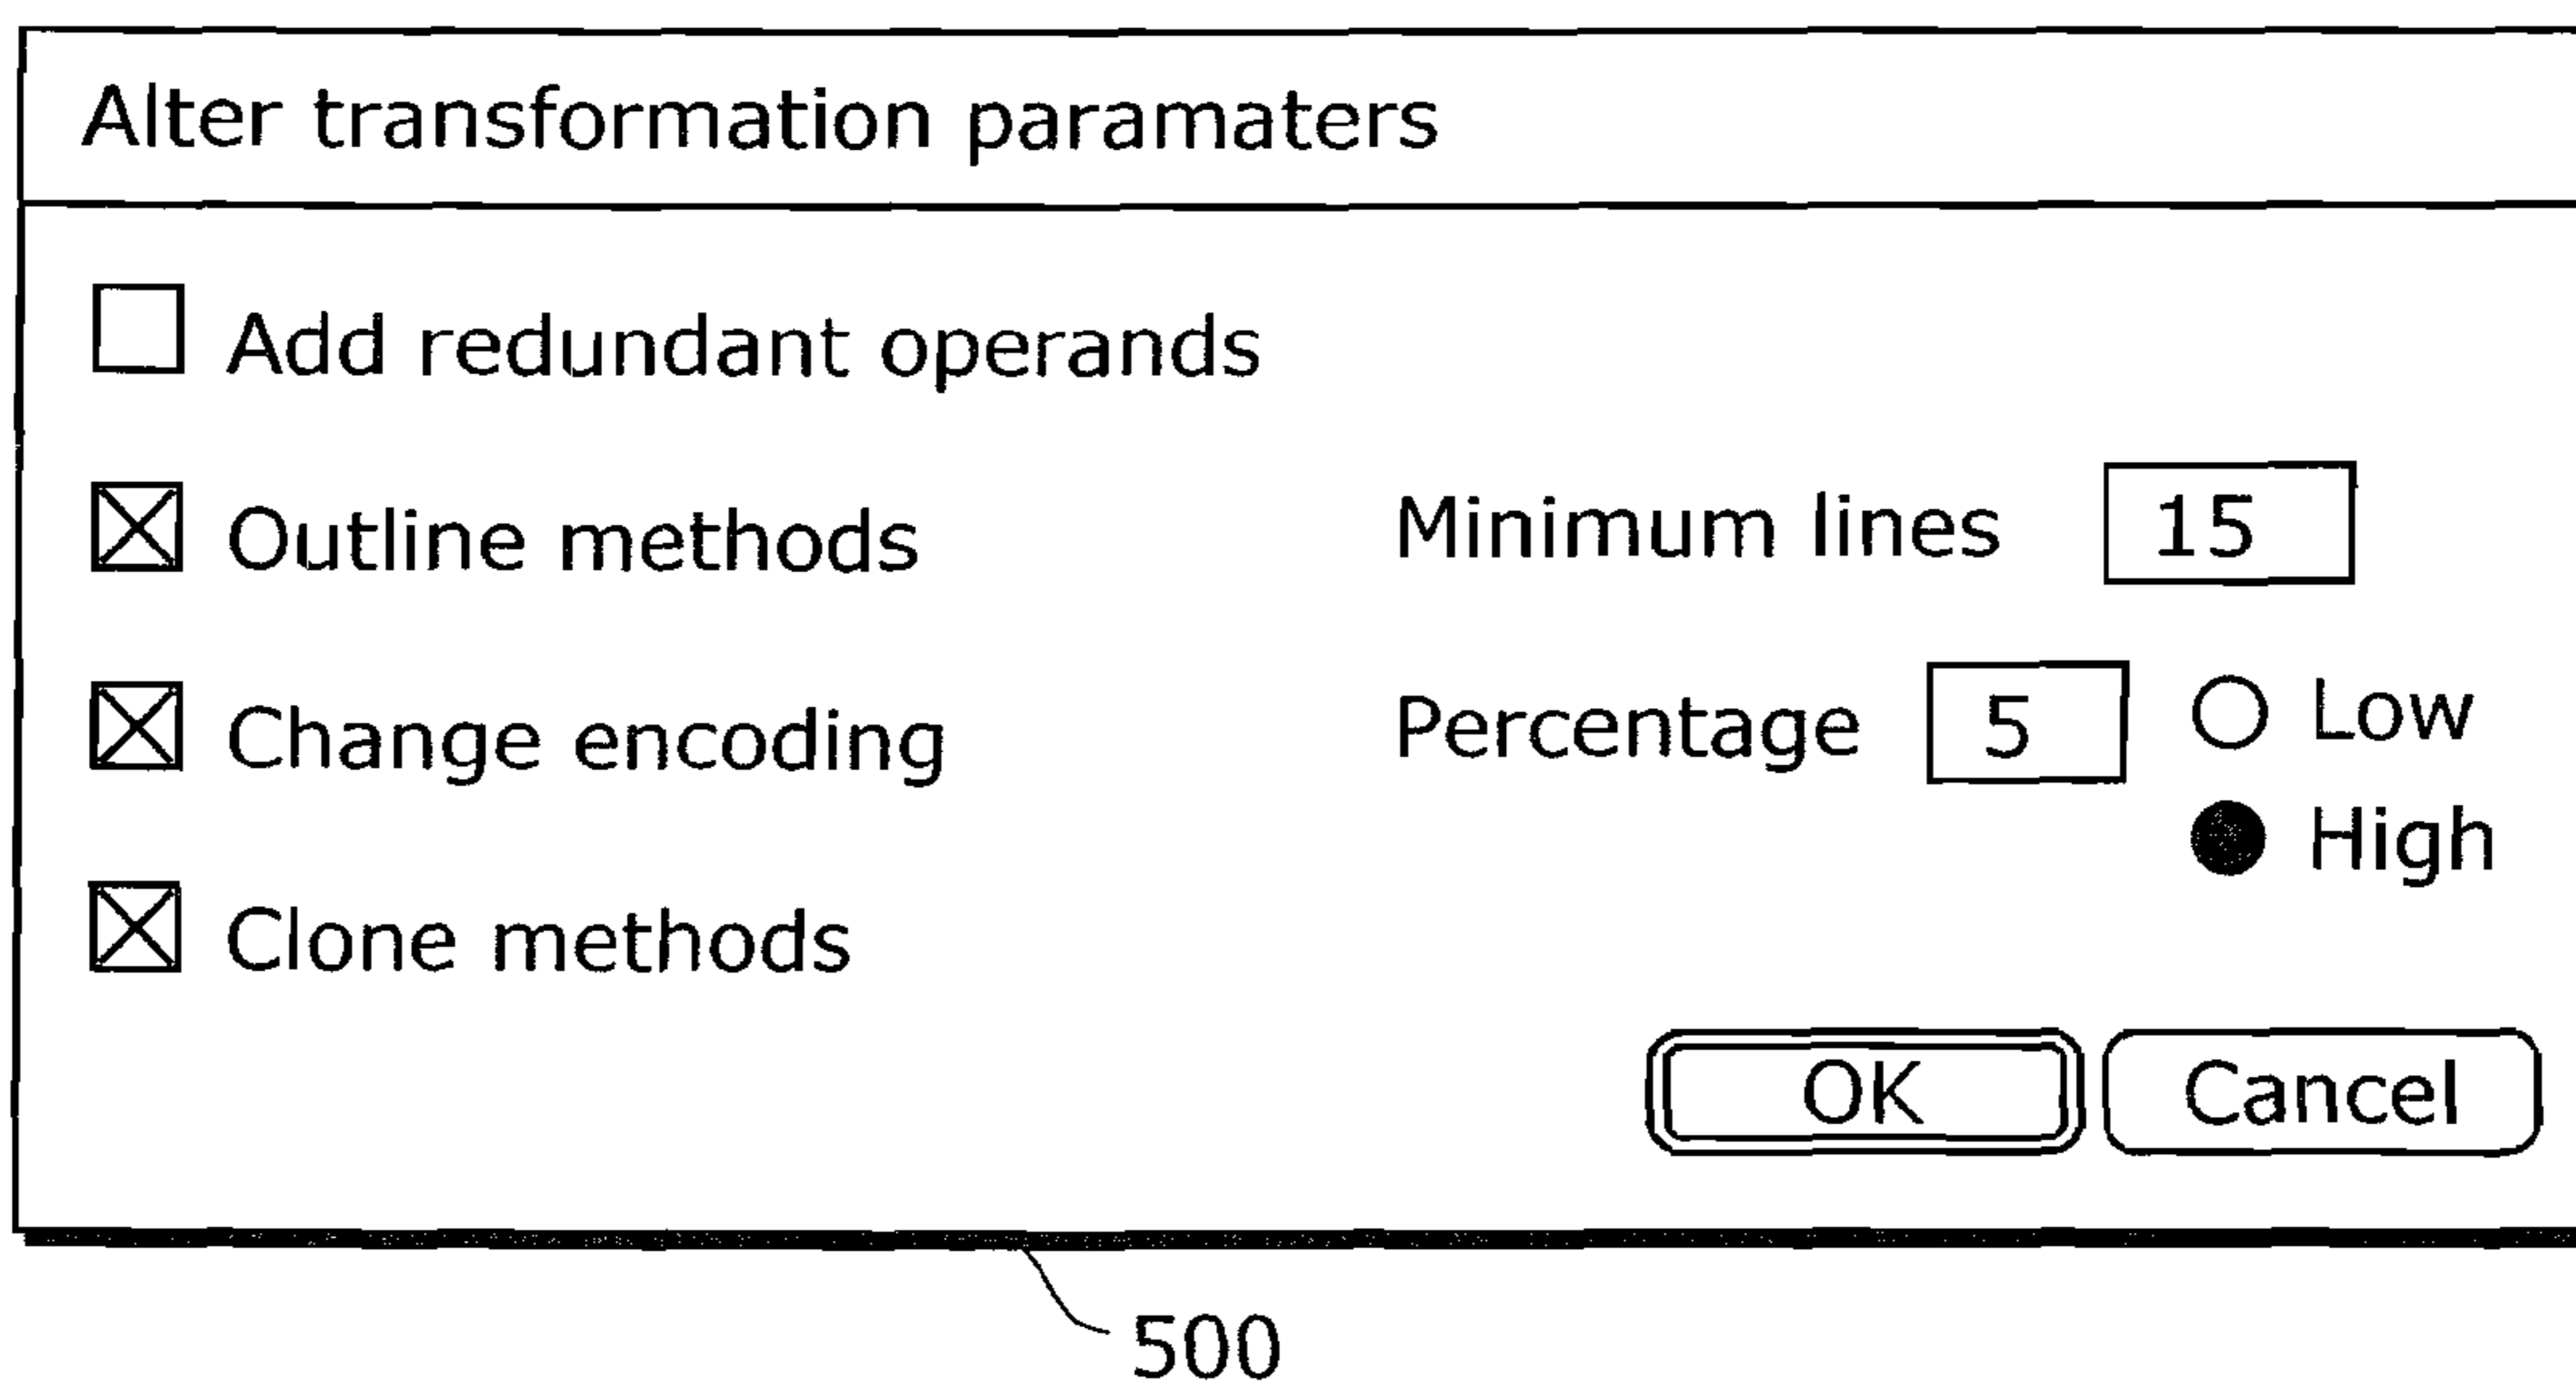 Alter transformation paramaters
Add redundant operands
Outline methods Minimum lines 15
Change encoding Percentage 5 Low
High
Clone methods
OK Cancel
500